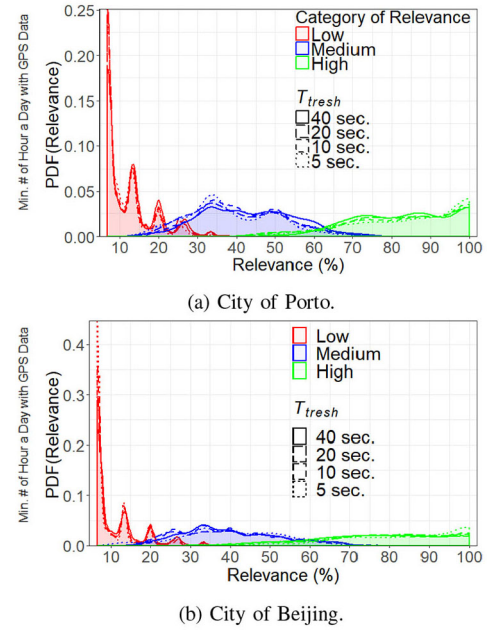 Min. # of Hour a Day with GPS Data
PDF(Relevance)
0.25
0.20
0.15
0.10
0.05
0.00
Category of Relevance
Low
Medium
High
T_tresh
40 sec.
20 sec.
10 sec.
5 sec.
10 20 30 40 50 60 70 80 90 100
Relevance (%)
(a) City of Porto.
Min. # of Hour a Day with GPS Data
PDF(Relevance)
0.4
0.3
0.2
0.1
0.0
Low
Medium
High
T_tresh
40 sec.
20 sec.
10 sec.
5 sec.
10 20 30 40 50 60 70 80 90 100
Relevance (%)
(b) City of Beijing.